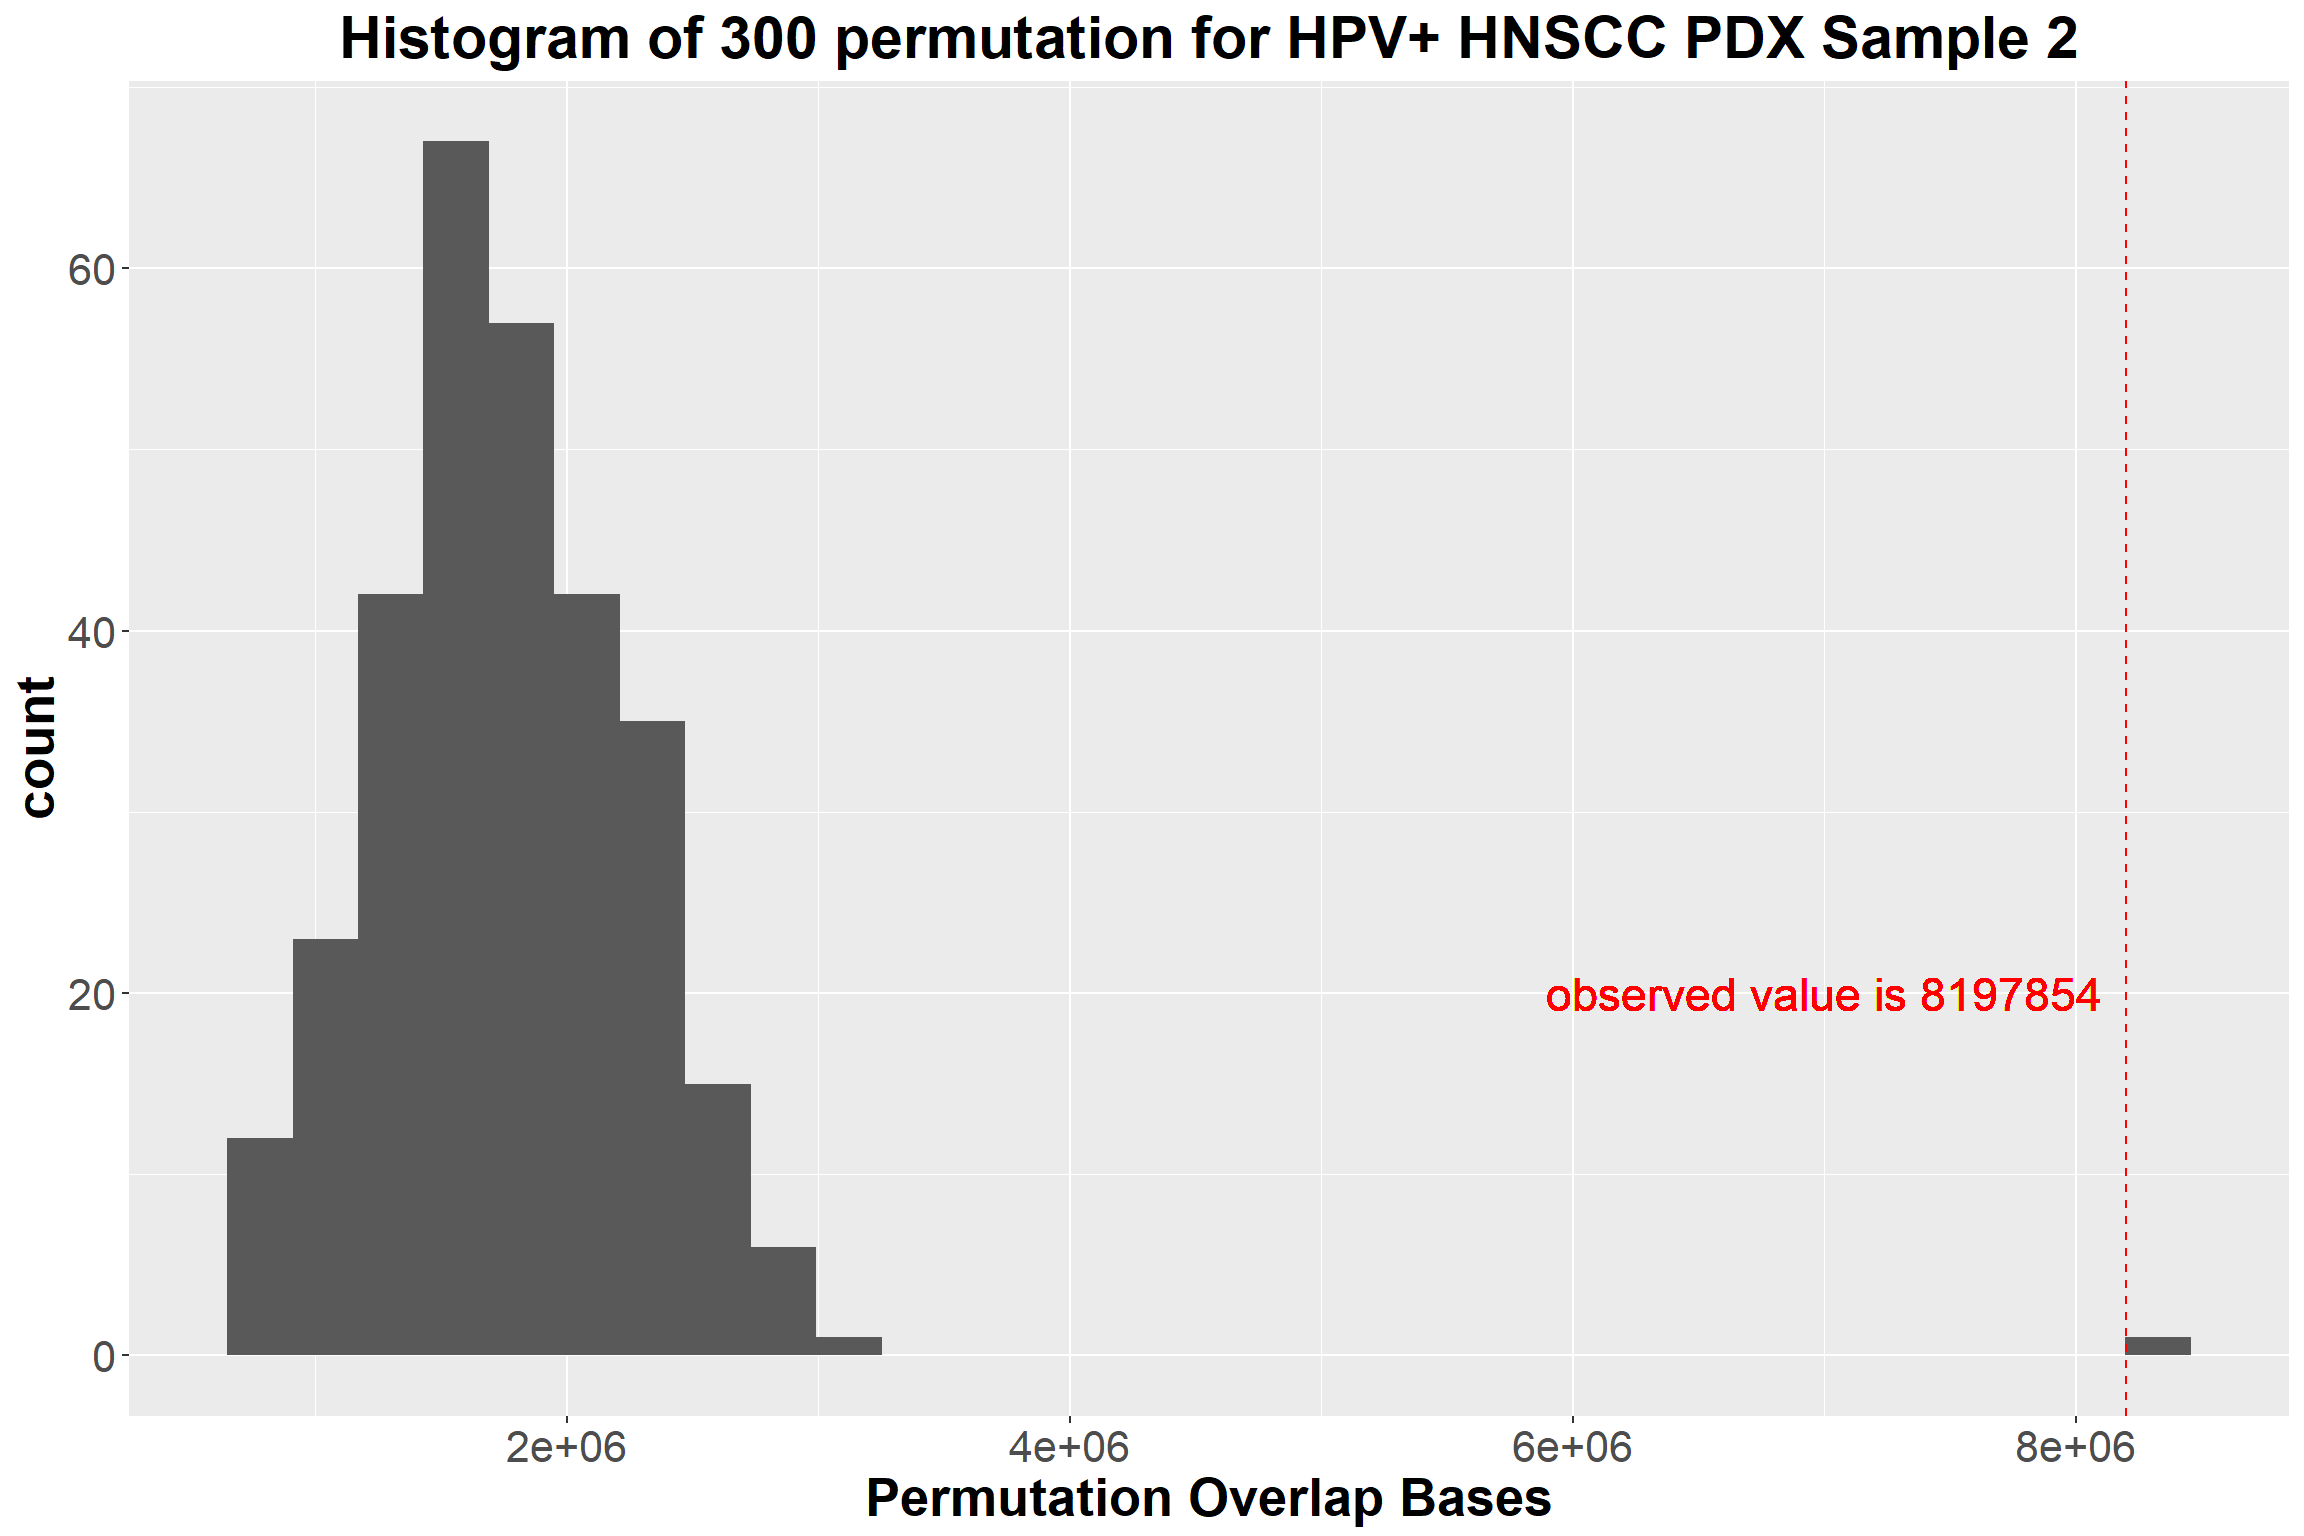 Histogram of 300 permutation for HPV+ HNSCC PDX Sample 2
count
60
40
20
0
observed value is 8197854
2e+06 4e+06 6e+06 8e+06
Permutation Overlap Bases